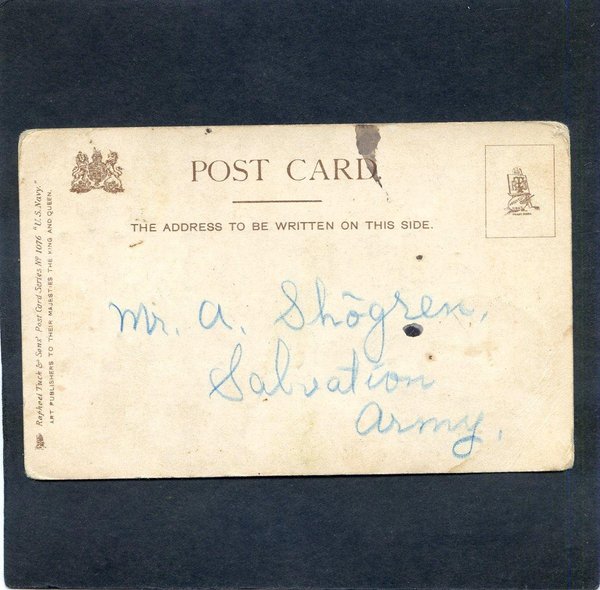 POST CARD.
THE ADDRESS TO BE WRITTEN ON THIS SIDE.
Mr. A. Shōgren,
Salvation
Army,
Raphael Tuck & Sons' Post Card Series Nº 1076 "U.S. Navy."
ART PUBLISHERS TO THEIR MAJESTIES THE KING AND QUEEN.